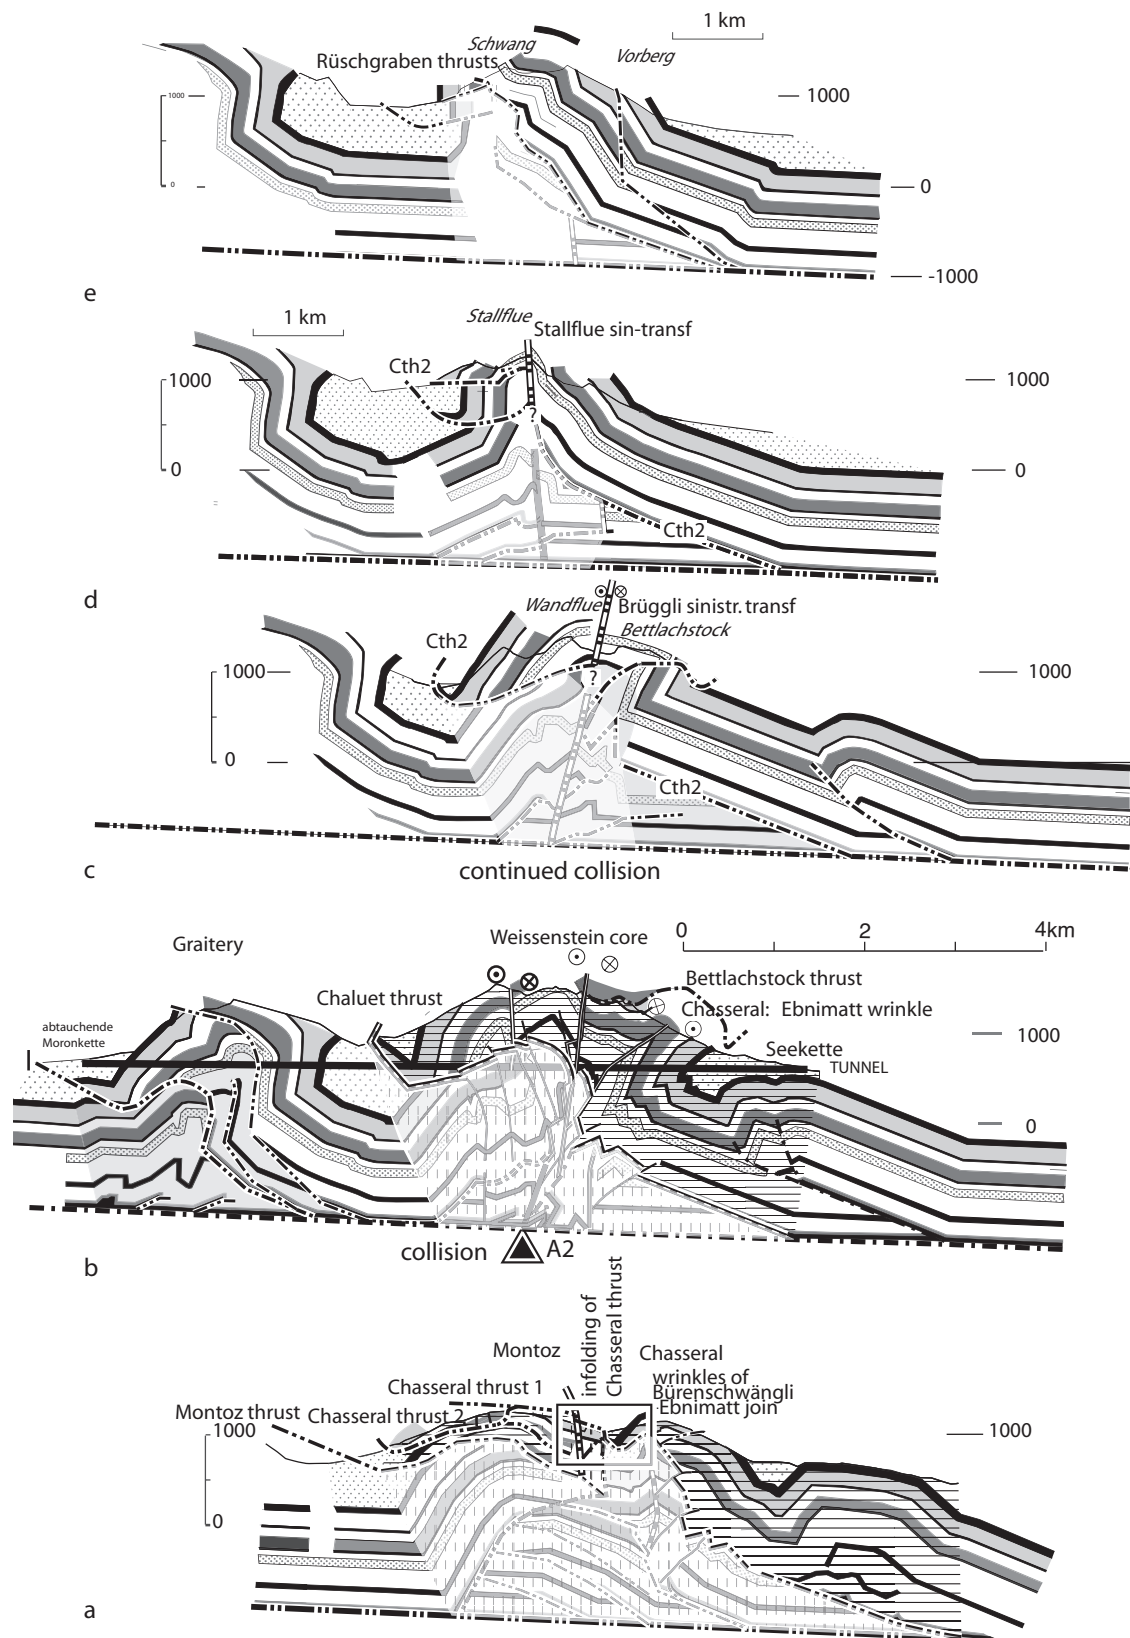 1 km
Schwang
Vorberg
Rüschgraben thrusts
1000
1000
0
0
-1000
e
1 km
Stallflue
Stallflue sin-transf
Cth2
1000
1000
?
0
0
Cth2
d
Wandflue
Brüggli sinistr. transf
Bettlachstock
Cth2
1000
1000
?
0
Cth2
c
continued collision
0
2
4km
Graitery
Weissenstein core
Bettlachstock thrust
Chaluet thrust
Chasseral: Ebnimatt wrinkle
abtauchende
Moronkette
1000
Seekette
TUNNEL
0
collision
A2
b
infolding of
Chasseral thrust
Montoz
Chasseral
wrinkles of
Bürenschwängli
Ebnimatt join
Chasseral thrust 1
Montoz thrust
Chasseral thrust 2
1000
1000
0
a